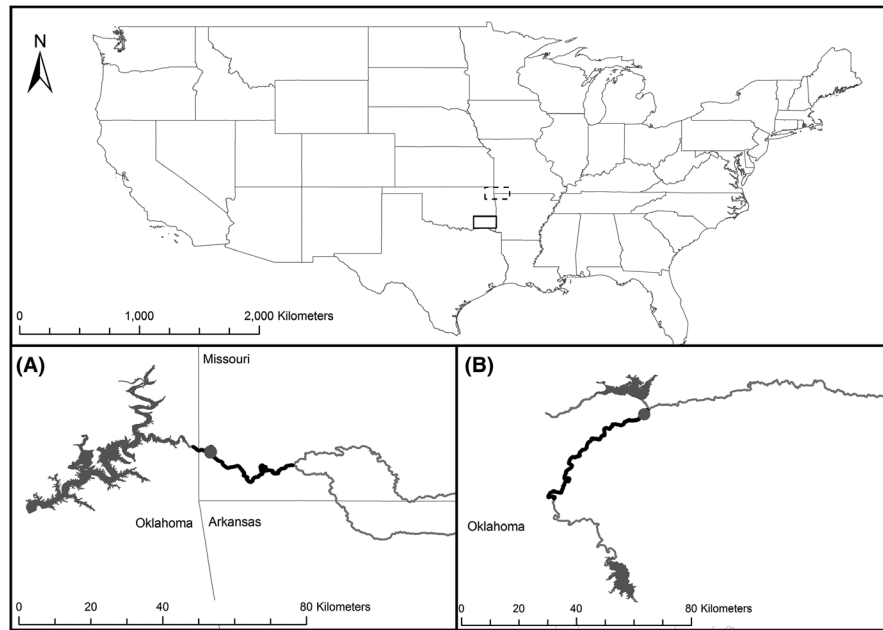 N
0 1,000 2,000 Kilometers
(A)
Missouri
Oklahoma Arkansas
0 20 40 80 Kilometers
(B)
Oklahoma
0 20 40 80 Kilometers